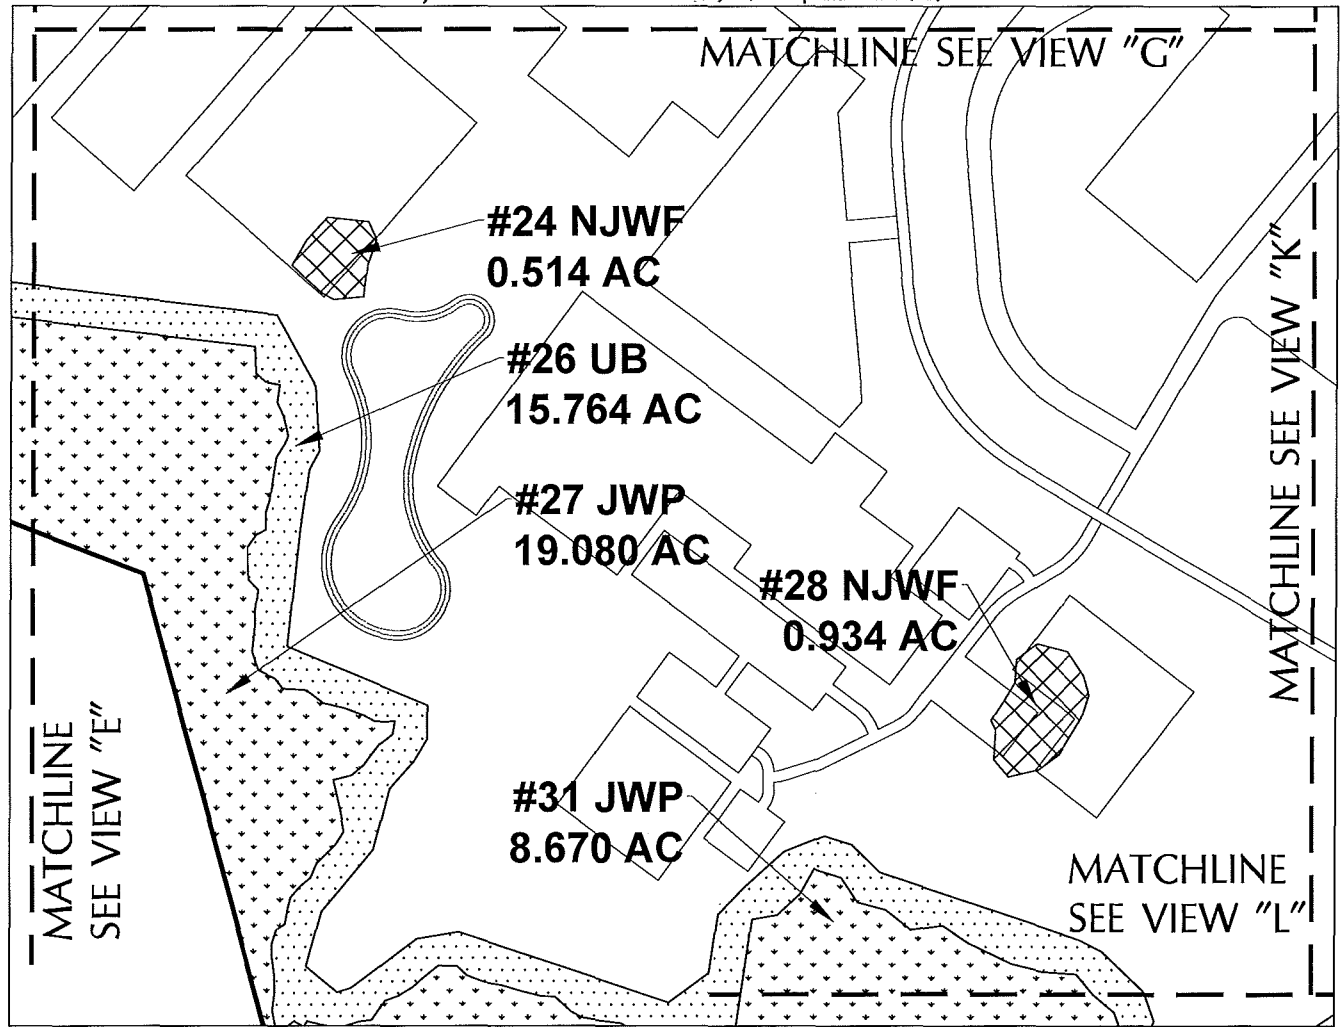 MATCHLINE SEE VIEW "G"
#24 NJWF
0.514 AC
#26 UB
15.764 AC
#27 JWP
19.080 AC
#28 NJWF
0.934 AC
#31 JWP
8.670 AC
MATCHLINE SEE VIEW "K"
MATCHLINE
SEE VIEW "E"
MATCHLINE
SEE VIEW "L"